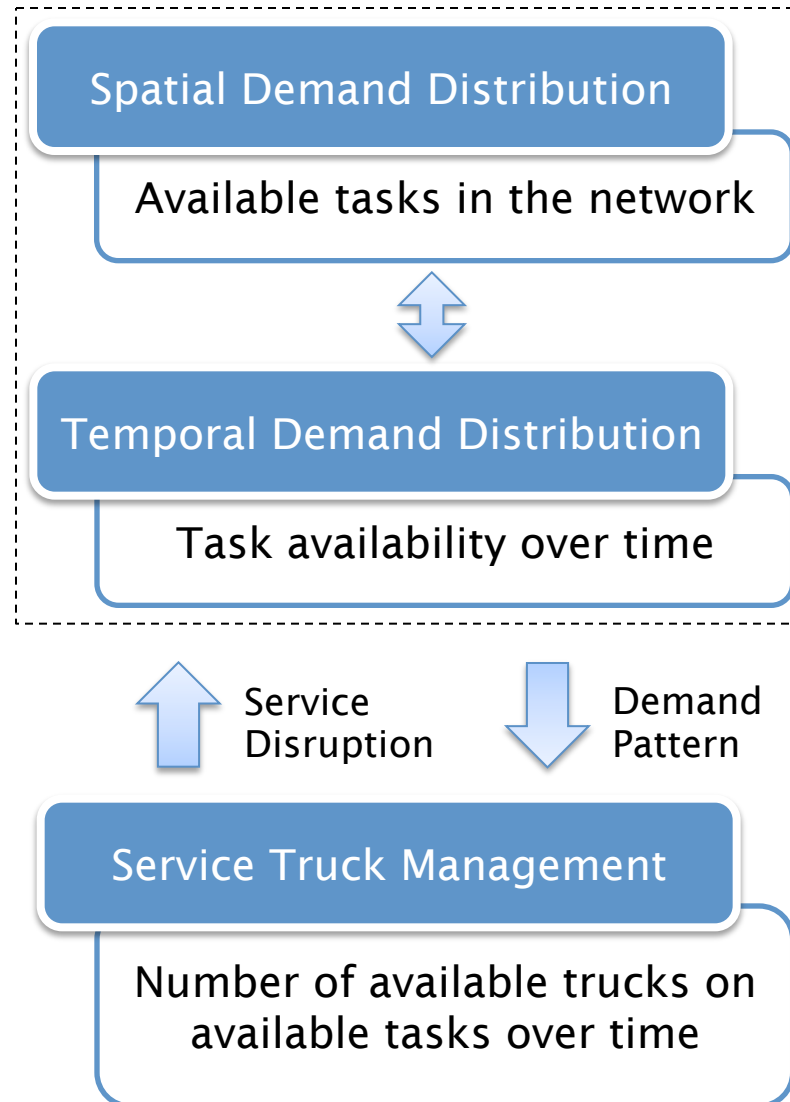 Spatial Demand Distribution
Available tasks in the network
Temporal Demand Distribution
Task availability over time
Service
Disruption
Demand
Pattern
Service Truck Management
Number of available trucks on
available tasks over time